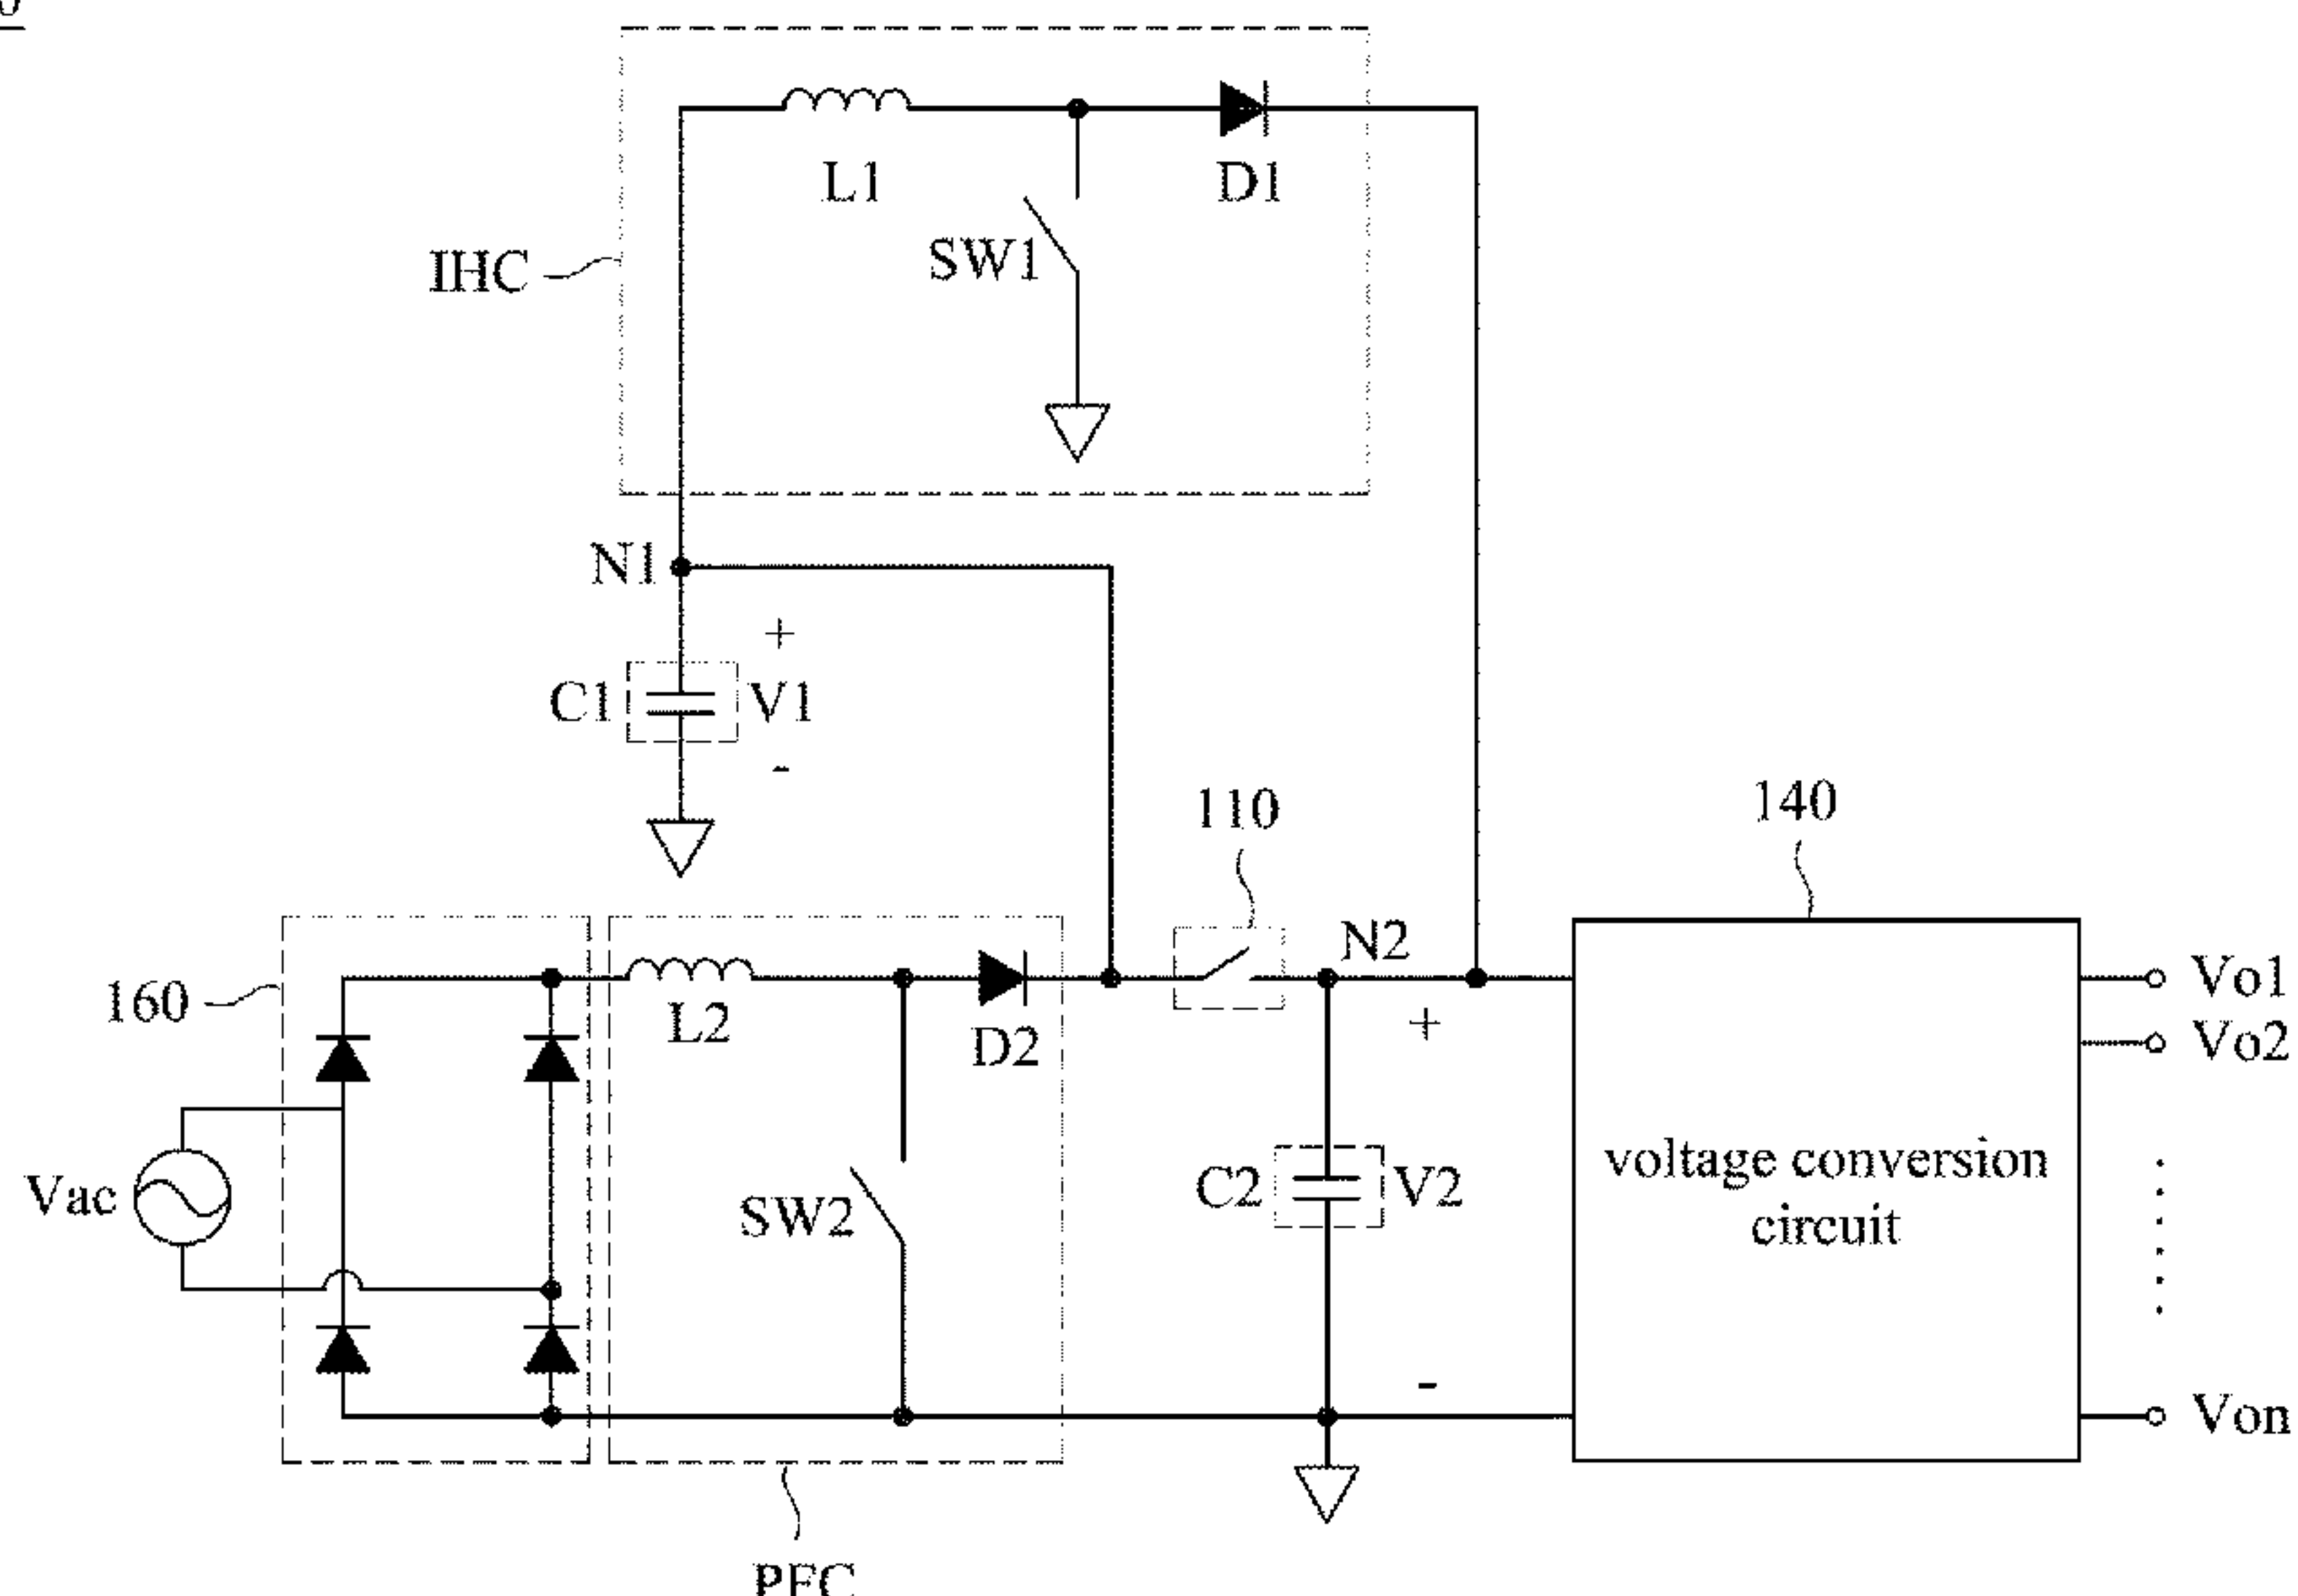 L1
D1
SW1
IHC
N1
+
C1
V1
-
110
140
N2
160
L2
D2
+
Vo1
Vo2
Vac
SW2
C2
V2
voltage conversion
circuit
-
Von
PFC